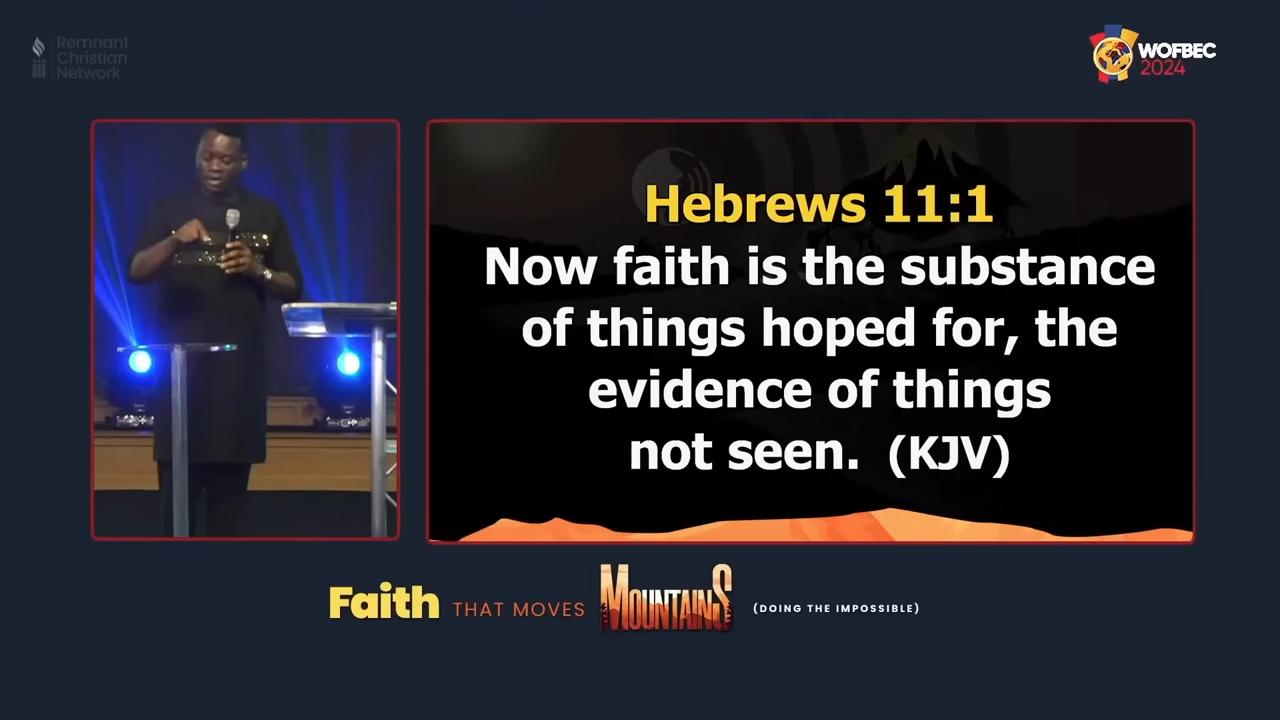 Remnant
Christian
Network
WOFBEC
2024
Hebrews 11:1
Now faith is the substance
of things hoped for, the
evidence of things
not seen. (KJV)
Faith THAT MOVES MOUNTAINS (DOING THE IMPOSSIBLE)